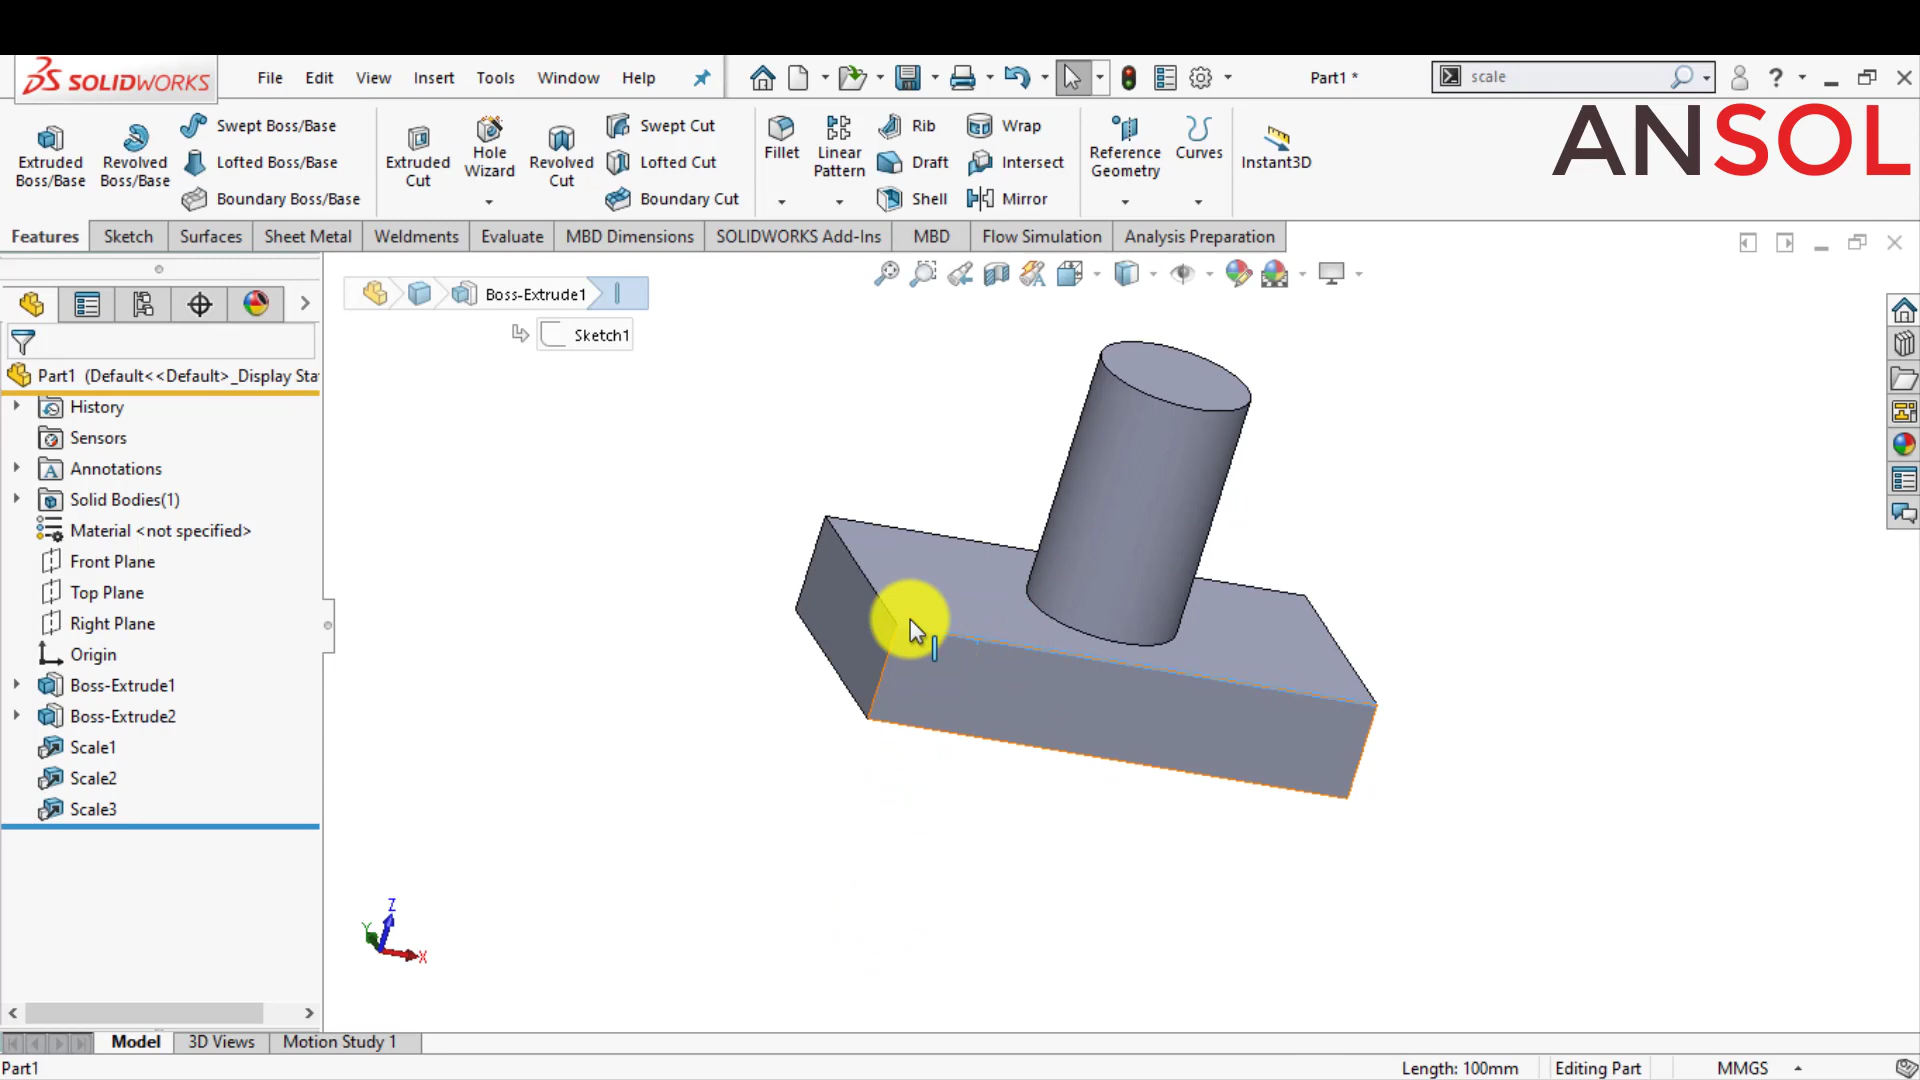 SOLIDWORKS File Edit View Insert Tools Window Help Part1 * scale ?
ANSOL
Extruded Boss/Base
Revolved Boss/Base
Swept Boss/Base
Lofted Boss/Base
Boundary Boss/Base
Extruded Cut
Hole Wizard
Revolved Cut
Swept Cut
Lofted Cut
Boundary Cut
Fillet
Linear Pattern
Rib
Draft
Shell
Wrap
Intersect
Mirror
Reference Geometry
Curves
Instant3D
Features Sketch Surfaces Sheet Metal Weldments Evaluate MBD Dimensions SOLIDWORKS Add-Ins MBD Flow Simulation Analysis Preparation
Boss-Extrude1
Sketch1
Part1 (Default<<Default>_Display Sta
History
Sensors
A Annotations
Solid Bodies(1)
Material <not specified>
Front Plane
Top Plane
Right Plane
Origin
Boss-Extrude1
Boss-Extrude2
Scale1
Scale2
Scale3
Z
Y
X
Model 3D Views Motion Study 1
Part1 Length: 100mm Editing Part MMGS